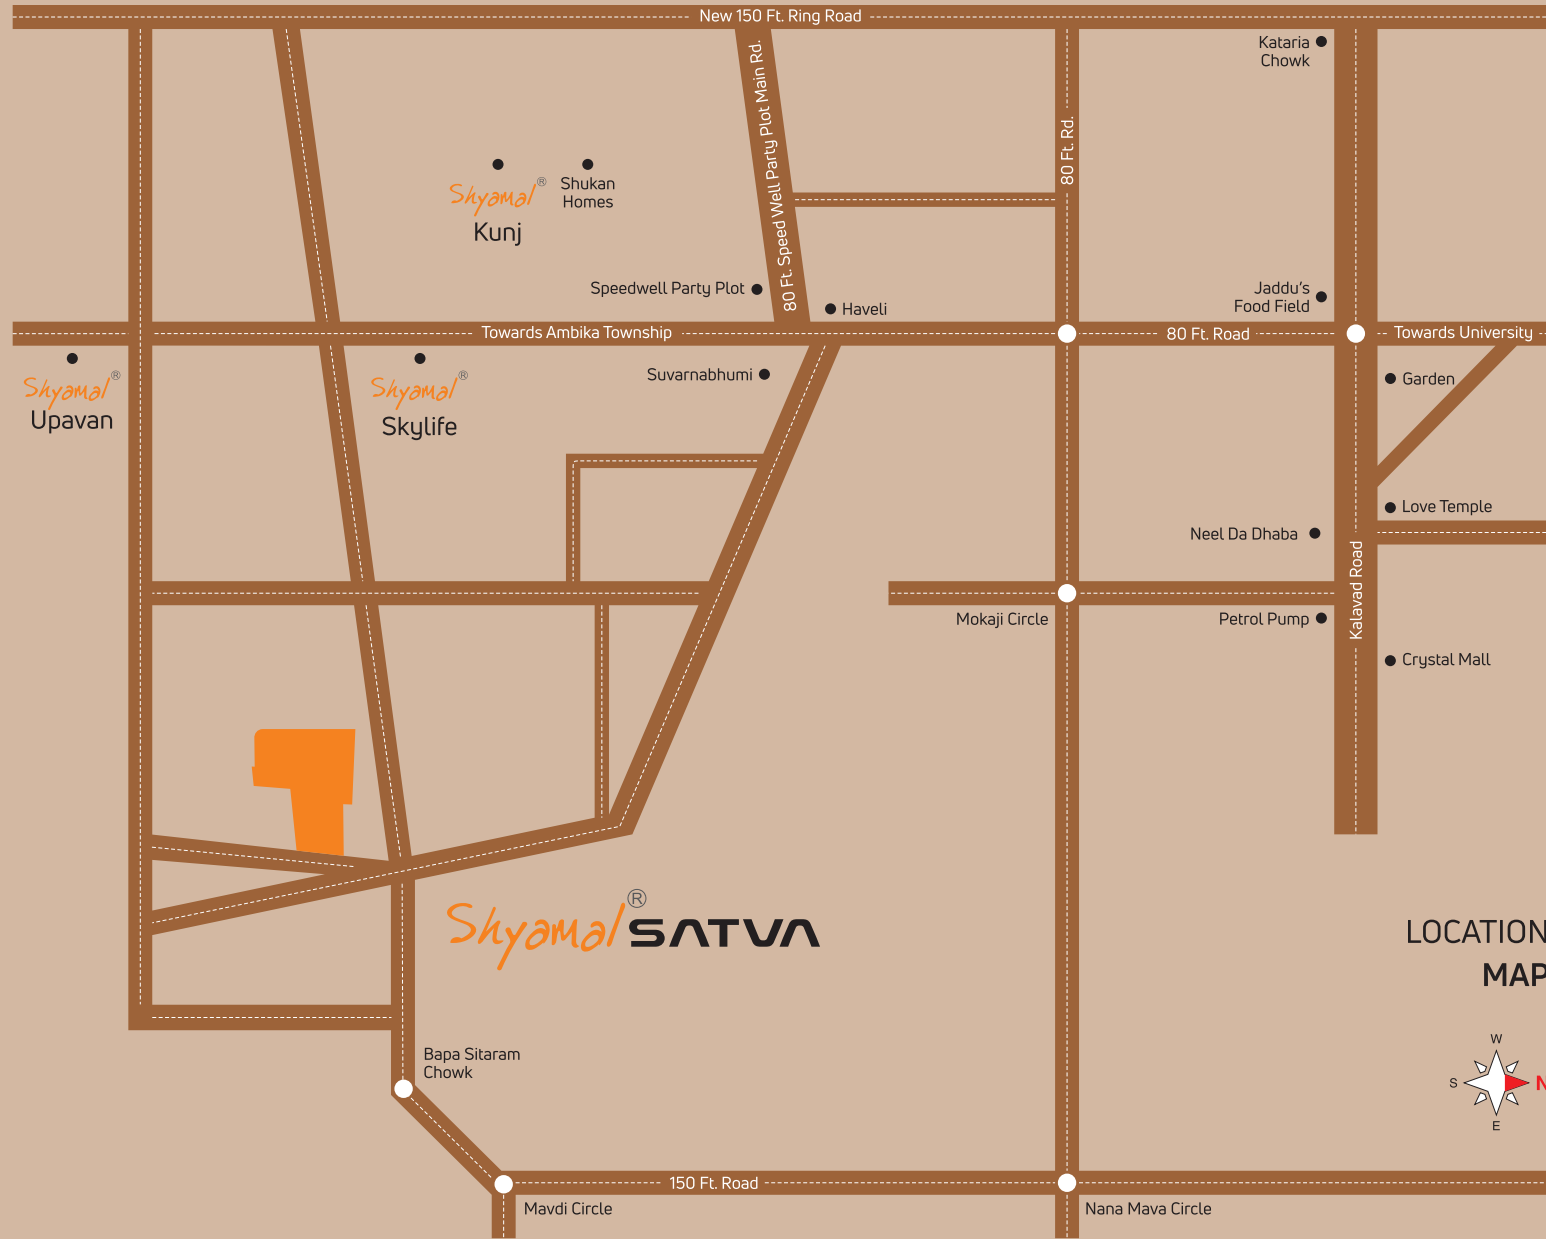 New 150 Ft. Ring Road
Kataria
Chowk
80 Ft. Speed Well Party Plot Main Rd.
80 Ft. Rd.
Shyamal®
Kunj
Shukan
Homes
Speedwell Party Plot
Haveli
Jaddu's
Food Field
Towards Ambika Township
80 Ft. Road
Towards University
Shyamal®
Upavan
Shyamal®
Skylife
Suvarnabhumi
Garden
Love Temple
Neel Da Dhaba
Kalavad Road
Mokaji Circle
Petrol Pump
Crystal Mall
Shyamal® SATVA
LOCATION
MAP
W
S
N
E
Bapa Sitaram
Chowk
150 Ft. Road
Mavdi Circle
Nana Mava Circle